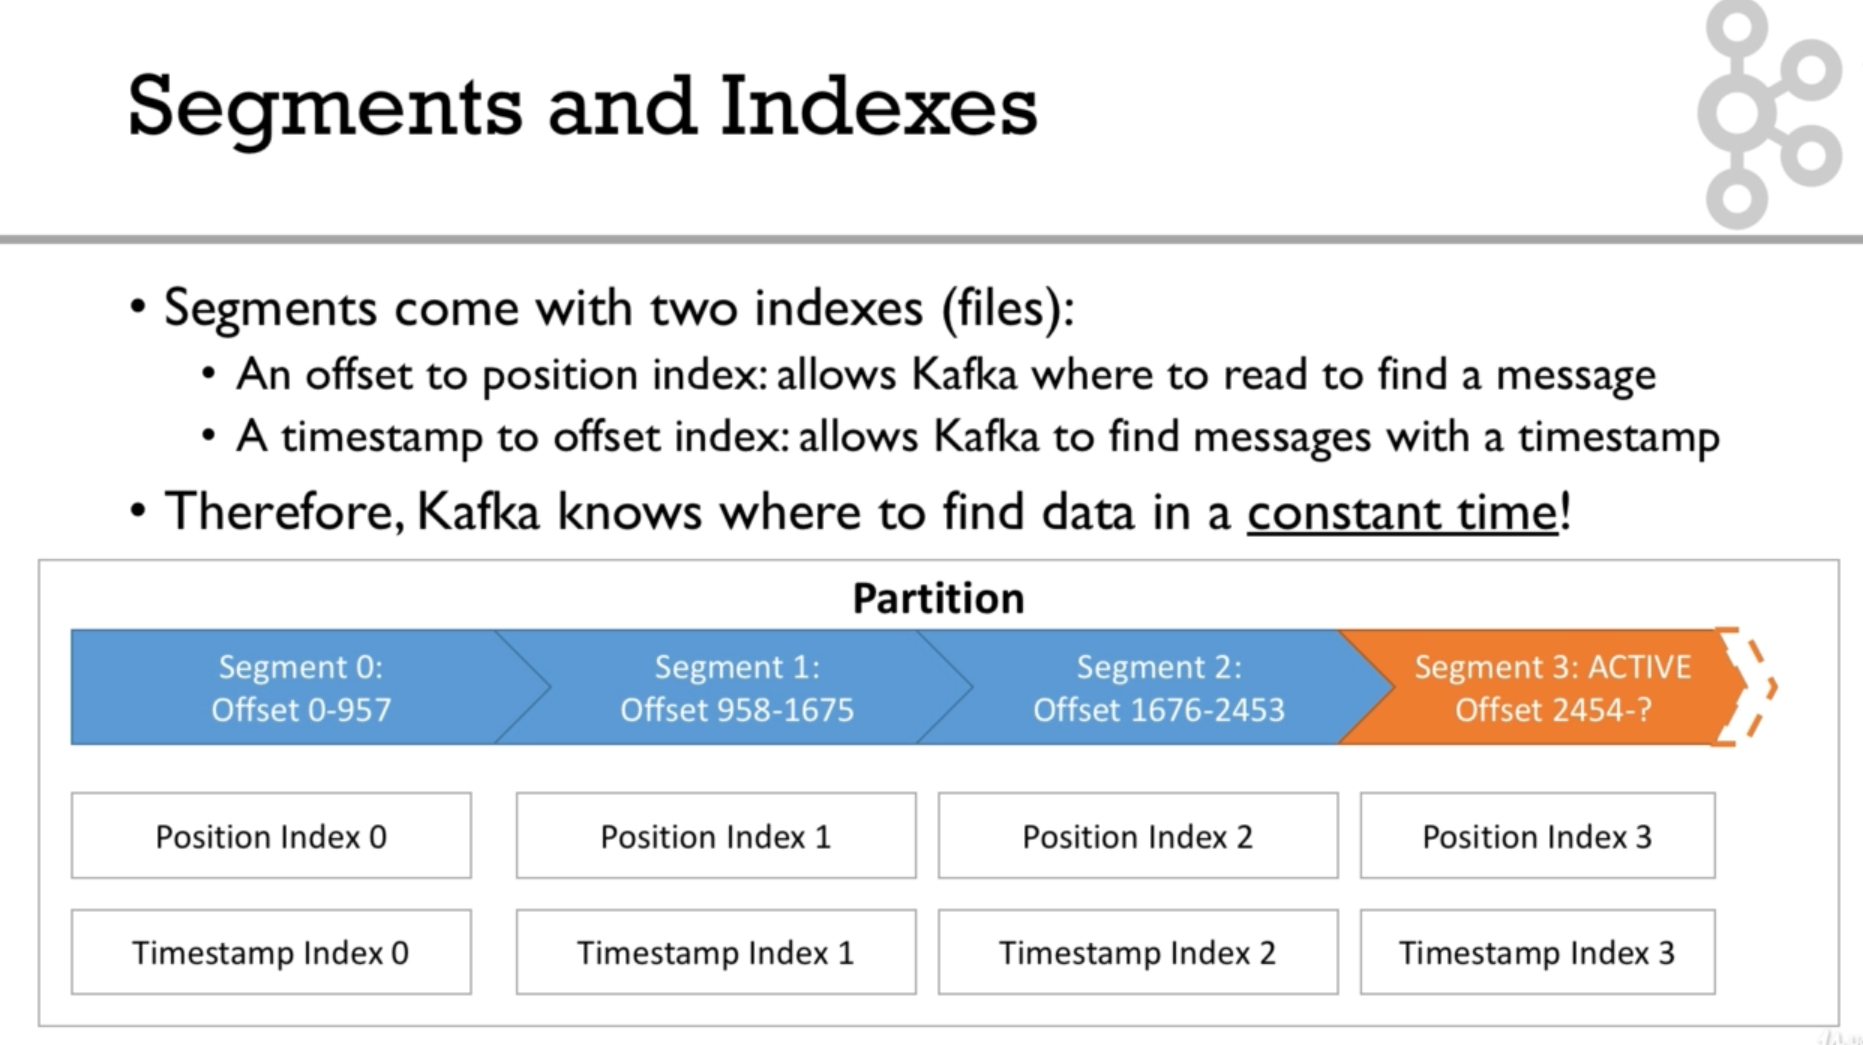 Segments and Indexes
• Segments come with two indexes (files):
• An offset to position index: allows Kafka where to read to find a message
• A timestamp to offset index: allows Kafka to find messages with a timestamp
• Therefore, Kafka knows where to find data in a constant time!
Partition
Segment 0:
Offset 0-957
Segment 1:
Offset 958-1675
Segment 2:
Offset 1676-2453
Segment 3: ACTIVE
Offset 2454-?
Position Index 0
Position Index 1
Position Index 2
Position Index 3
Timestamp Index 0
Timestamp Index 1
Timestamp Index 2
Timestamp Index 3